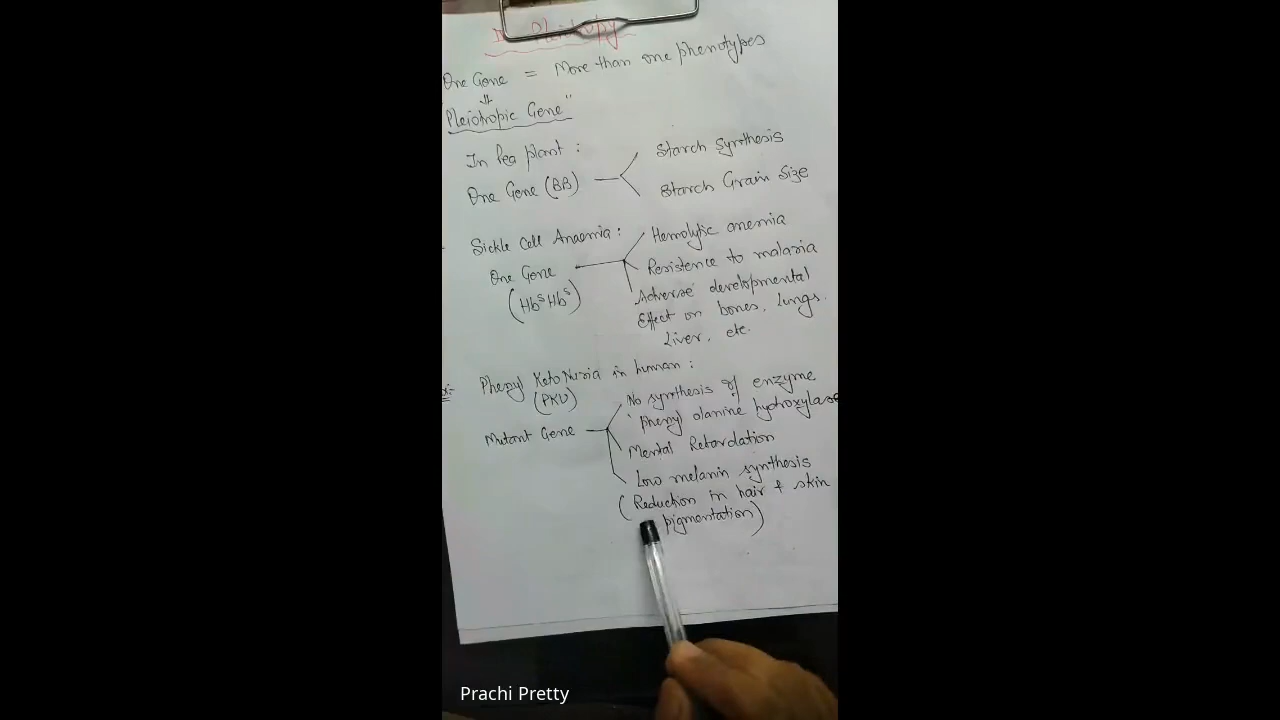 Pleiotropy
One Gene = More than one phenotypes
⇓
Pleiotropic Gene"
In Pea plant :
One Gene (BB)
Starch Synthesis
Starch Grain Size
Sickle Cell Anaemia :
One Gene
(HbˢHbˢ)
Hemolytic anemia
Resistence to malaria
Adverse developmental
Effect on bones, lungs,
Liver, etc.
Phenyl Ketonuria in human :
(PKU)
Mutant Gene
No synthesis of enzyme
'phenyl alanine hydroxylase
Mental Retardation
Low melanin synthesis
(Reduction in hair & skin
pigmentation)
Prachi Pretty